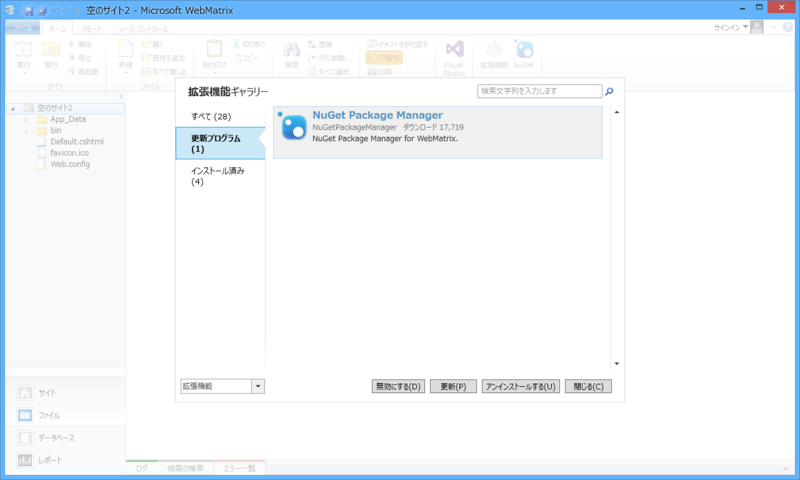 空のサイト2 - Microsoft WebMatrix
ファイル
ホーム
リモート
ソース コントロール
サインイン
実行
発行
開始
停止
再起動
サイト
新規
開く
既存を追加
すべて閉じる
ファイル
貼り付け
切り取り
コピー
検索
置換
行に移動...
すべて選択
テキストを折り返す
行番号
印刷
Visual
Studio
拡張機能
NuGet
空のサイト2
App_Data
bin
Default.cshtml
favicon.ico
Web.config
拡張機能ギャラリー
検索文字列を入力します
すべて (28)
更新プログラム
(1)
インストール済み
(4)
NuGet Package Manager
NuGetPackageManager ダウンロード 17,719
NuGet Package Manager for WebMatrix.
拡張機能
無効にする(D)
更新(P)
アンインストールする(U)
閉じる(C)
サイト
ファイル
データベース
レポート
ログ
結果の検索
エラー一覧